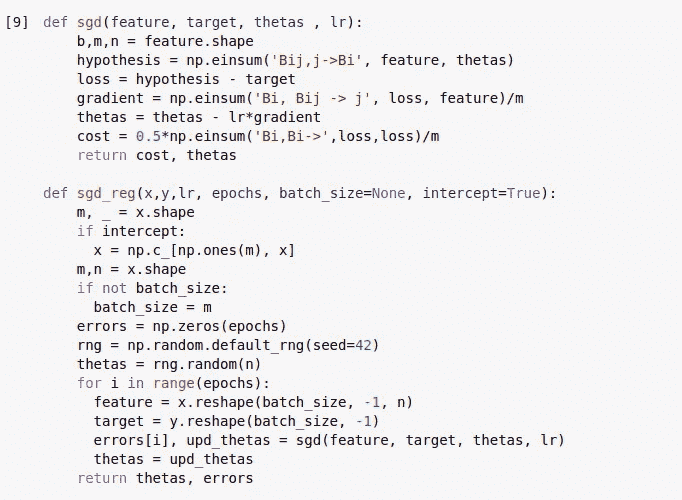 [9] def sgd(feature, target, thetas , lr):
        b,m,n = feature.shape
        hypothesis = np.einsum('Bij,j->Bi', feature, thetas)
        loss = hypothesis - target
        gradient = np.einsum('Bi, Bij -> j', loss, feature)/m
        thetas = thetas - lr*gradient
        cost = 0.5*np.einsum('Bi,Bi->',loss,loss)/m
        return cost, thetas

    def sgd_reg(x,y,lr, epochs, batch_size=None, intercept=True):
        m, _ = x.shape
        if intercept:
          x = np.c_[np.ones(m), x]
        m,n = x.shape
        if not batch_size:
          batch_size = m
        errors = np.zeros(epochs)
        rng = np.random.default_rng(seed=42)
        thetas = rng.random(n)
        for i in range(epochs):
          feature = x.reshape(batch_size, -1, n)
          target = y.reshape(batch_size, -1)
          errors[i], upd_thetas = sgd(feature, target, thetas, lr)
          thetas = upd_thetas
        return thetas, errors